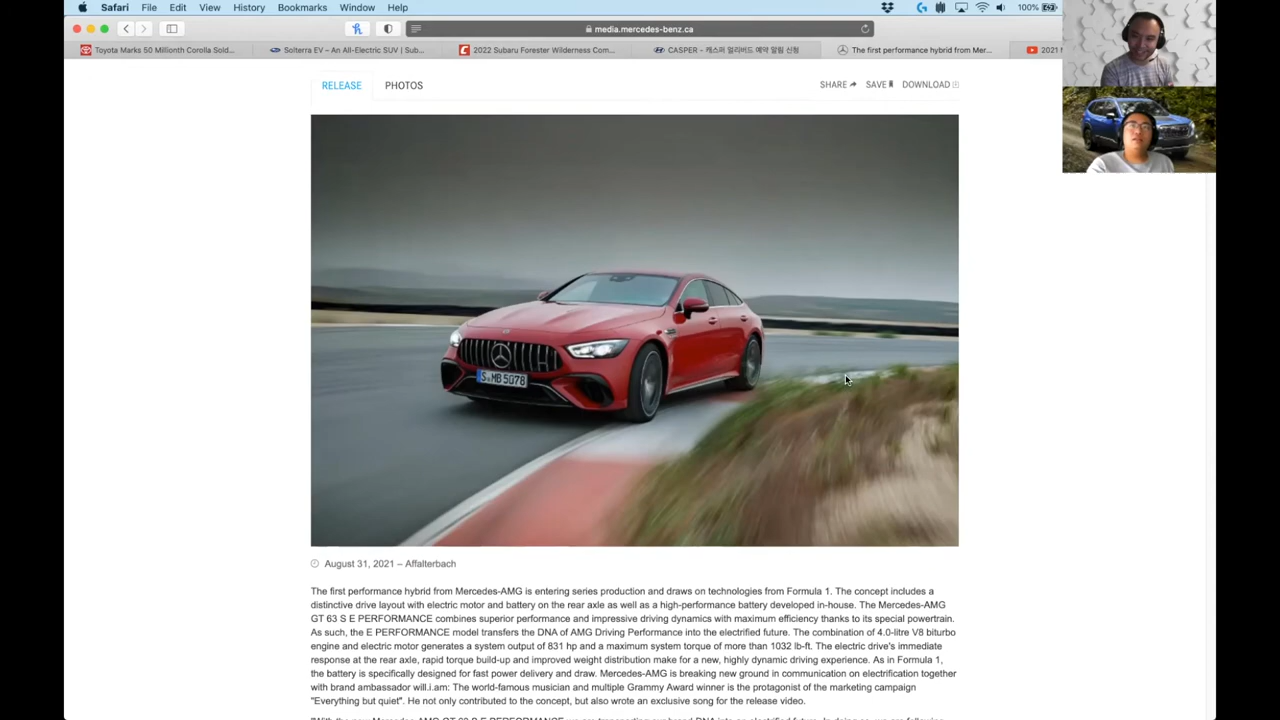 Safari File Edit View History Bookmarks Window Help 100%
media.mercedes-benz.ca
Toyota Marks 50 Millionth Corolla Sold... Solterra EV – An All-Electric SUV | Sub... 2022 Subaru Forester Wilderness Com... CASPER - 캐스퍼 얼리버드 예약 알림 신청 The first performance hybrid from Mer... 2021 M
RELEASE PHOTOS SHARE SAVE DOWNLOAD
S MB 5078
August 31, 2021 – Affalterbach
The first performance hybrid from Mercedes-AMG is entering series production and draws on technologies from Formula 1. The concept includes a
distinctive drive layout with electric motor and battery on the rear axle as well as a high-performance battery developed in-house. The Mercedes-AMG
GT 63 S E PERFORMANCE combines superior performance and impressive driving dynamics with maximum efficiency thanks to its special powertrain.
As such, the E PERFORMANCE model transfers the DNA of AMG Driving Performance into the electrified future. The combination of 4.0-litre V8 biturbo
engine and electric motor generates a system output of 831 hp and a maximum system torque of more than 1032 lb-ft. The electric drive's immediate
response at the rear axle, rapid torque build-up and improved weight distribution make for a new, highly dynamic driving experience. As in Formula 1,
the battery is specifically designed for fast power delivery and draw. Mercedes-AMG is breaking new ground in communication on electrification together
with brand ambassador will.i.am: The world-famous musician and multiple Grammy Award winner is the protagonist of the marketing campaign
"Everything but quiet". He not only contributed to the concept, but also wrote an exclusive song for the release video.